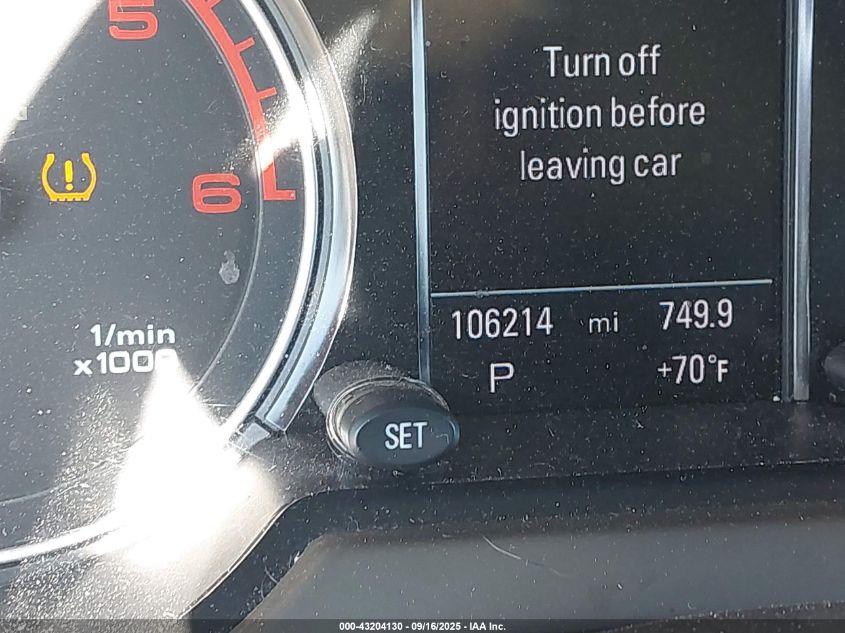 5
6
1/min
x1000
Turn off
ignition before
leaving car
106214 mi 749.9
P +70°F
SET
000-43204130 - 09/16/2025 - IAA Inc.